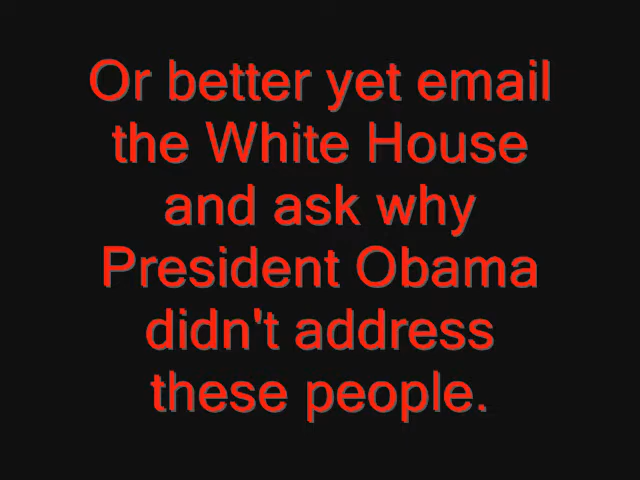 Or better yet email
the White House
and ask why
President Obama
didn't address
these people.